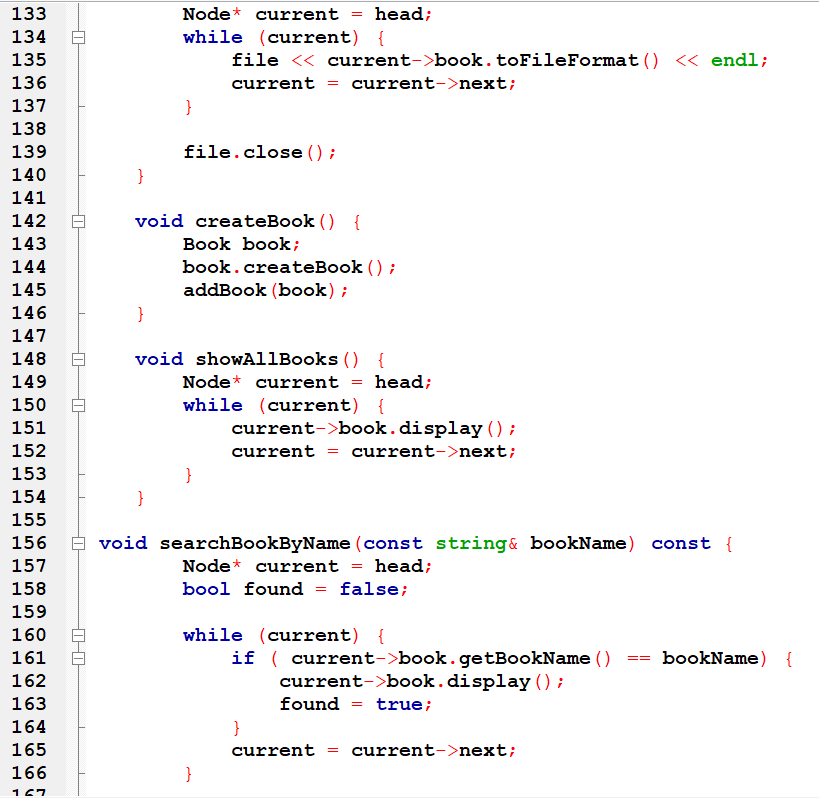 133 Node* current = head;
134 while (current) {
135 file << current->book.toFileFormat() << endl;
136 current = current->next;
137 }
138
139 file.close();
140 }
141
142 void createBook() {
143 Book book;
144 book.createBook();
145 addBook(book);
146 }
147
148 void showAllBooks() {
149 Node* current = head;
150 while (current) {
151 current->book.display();
152 current = current->next;
153 }
154 }
155
156 void searchBookByName(const string& bookName) const {
157 Node* current = head;
158 bool found = false;
159
160 while (current) {
161 if ( current->book.getBookName() == bookName) {
162 current->book.display();
163 found = true;
164 }
165 current = current->next;
166 }
167